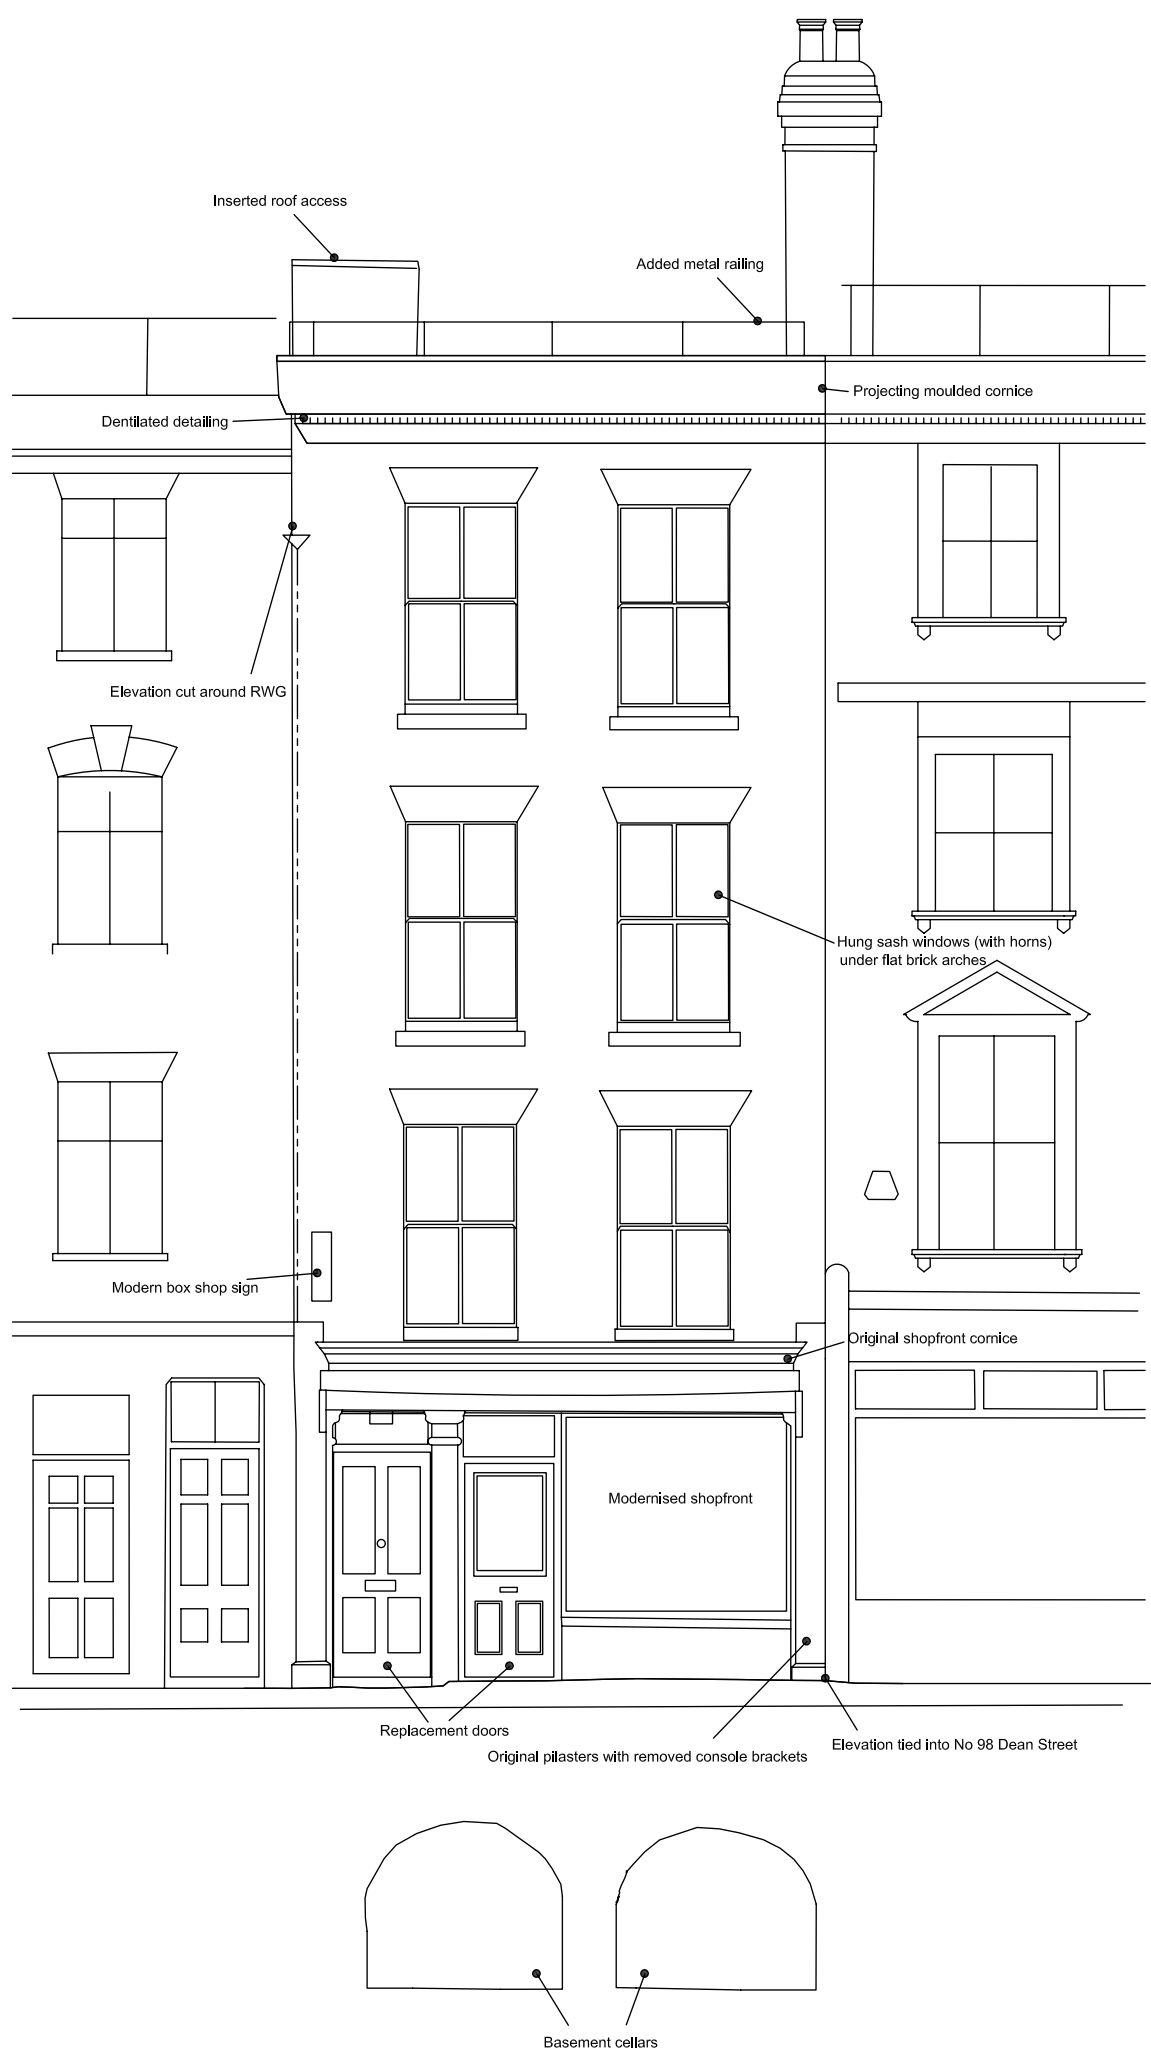 Inserted roof access
Added metal railing
Projecting moulded cornice
Dentilated detailing
Elevation cut around RWG
Hung sash windows (with horns)
under flat brick arches
Modern box shop sign
Original shopfront cornice
Modernised shopfront
Replacement doors
Original pilasters with removed console brackets
Elevation tied into No 98 Dean Street
Basement cellars